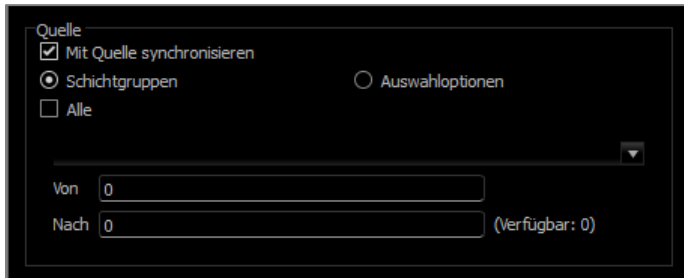 Quelle
Mit Quelle synchronisieren
Schichtgruppen Auswahloptionen
Alle
Von 0
Nach 0 (Verfügbar: 0)